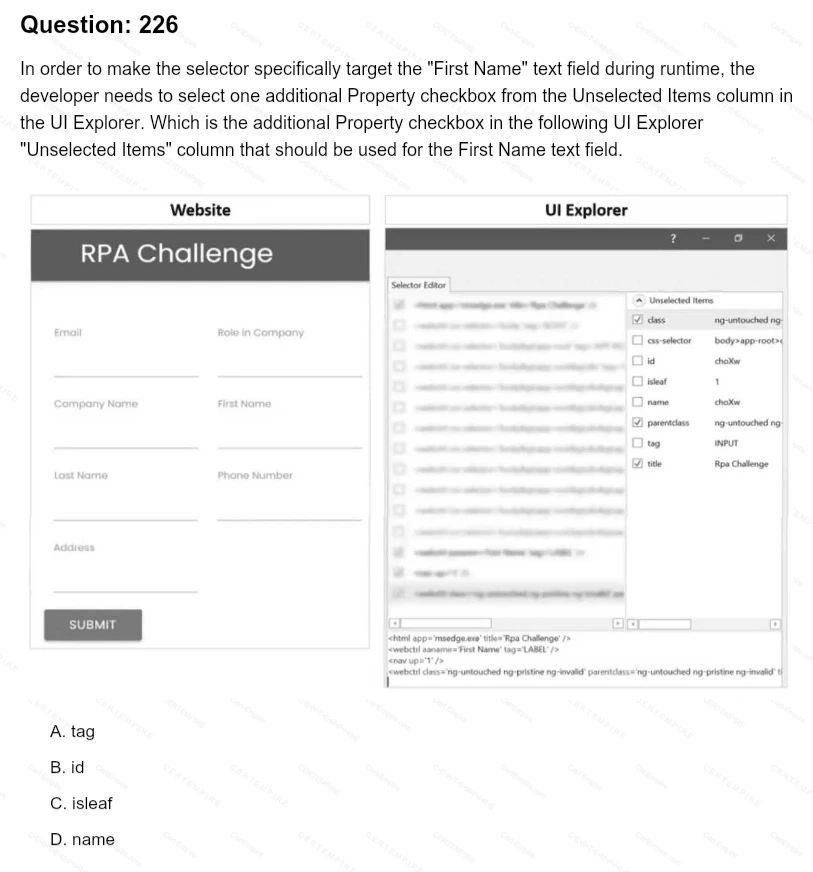 Question: 226
In order to make the selector specifically target the "First Name" text field during runtime, the
developer needs to select one additional Property checkbox from the Unselected Items column in
the UI Explorer. Which is the additional Property checkbox in the following UI Explorer
"Unselected Items" column that should be used for the First Name text field.
Website
RPA Challenge
Email
Role in Company
Company Name
First Name
Last Name
Phone Number
Address
SUBMIT
UI Explorer
?
Selector Editor
Unselected Items
class ng-untouched ng-
css-selector body>app-root>
id choXw
isleaf 1
name choXw
parentclass ng-untouched ng-
tag INPUT
title Rpa Challenge
<html app='msedge.exe' title='Rpa Challenge' />
<webctrl aaname='First Name' tag='LABEL' />
<nav up='1' />
<webctrl class='ng-untouched ng-pristine ng-invalid' parentclass='ng-untouched ng-pristine ng-invalid' ti
A. tag
B. id
C. isleaf
D. name